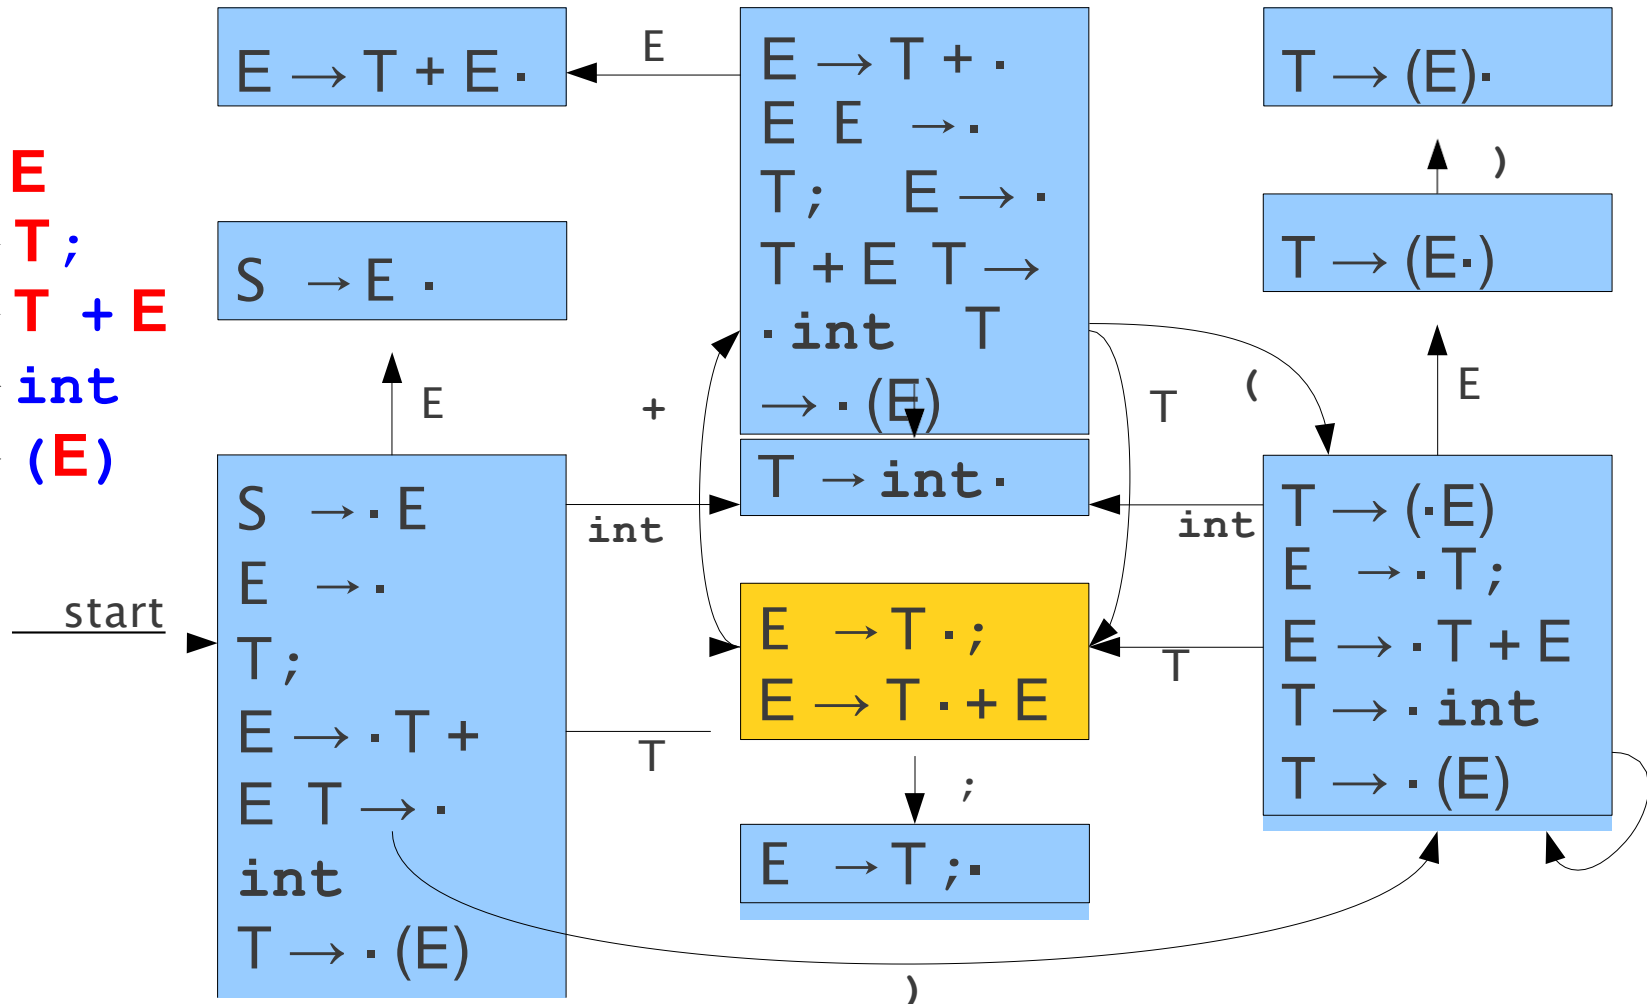 E
T ;
T + E
int
(E)
start
E → T + E ·
E
S → E ·
E
S → · E
E → ·
T ;
E → · T +
E T → ·
int
T → · (E)
E → T + ·
E E → ·
T ; E → ·
T + E T →
· int T
→ · (E)
+
T → int ·
int
T
E → T · ;
E → T · + E
;
E → T ; ·
)
T
(
int
T
T → (E) ·
)
T → (E · )
E
T → ( · E)
E → · T ;
E → · T + E
T → · int
T → · (E)